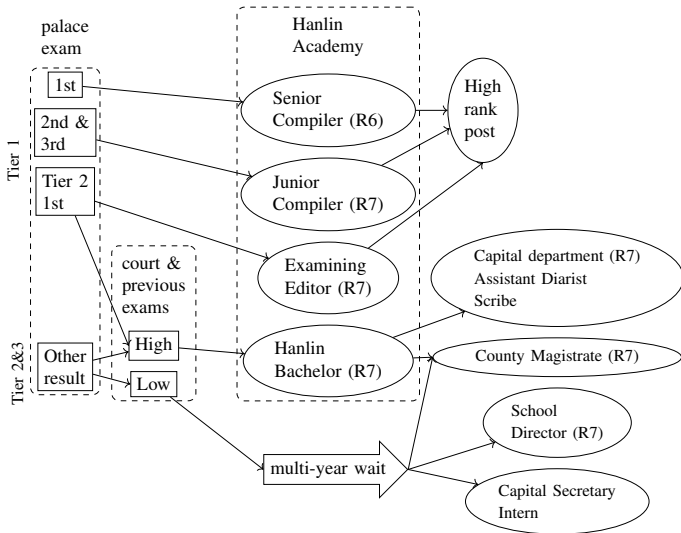 palace
exam
Hanlin
Academy
1st
Senior
Compiler (R6)
High
rank
post
2nd &
3rd
Tier 1
Junior
Compiler (R7)
Tier 2
1st
court &
previous
exams
Examining
Editor (R7)
Capital department (R7)
Assistant Diarist
Scribe
Tier 2&3
Other
result
High
Low
Hanlin
Bachelor (R7)
County Magistrate (R7)
School
Director (R7)
multi-year wait
Capital Secretary
Intern